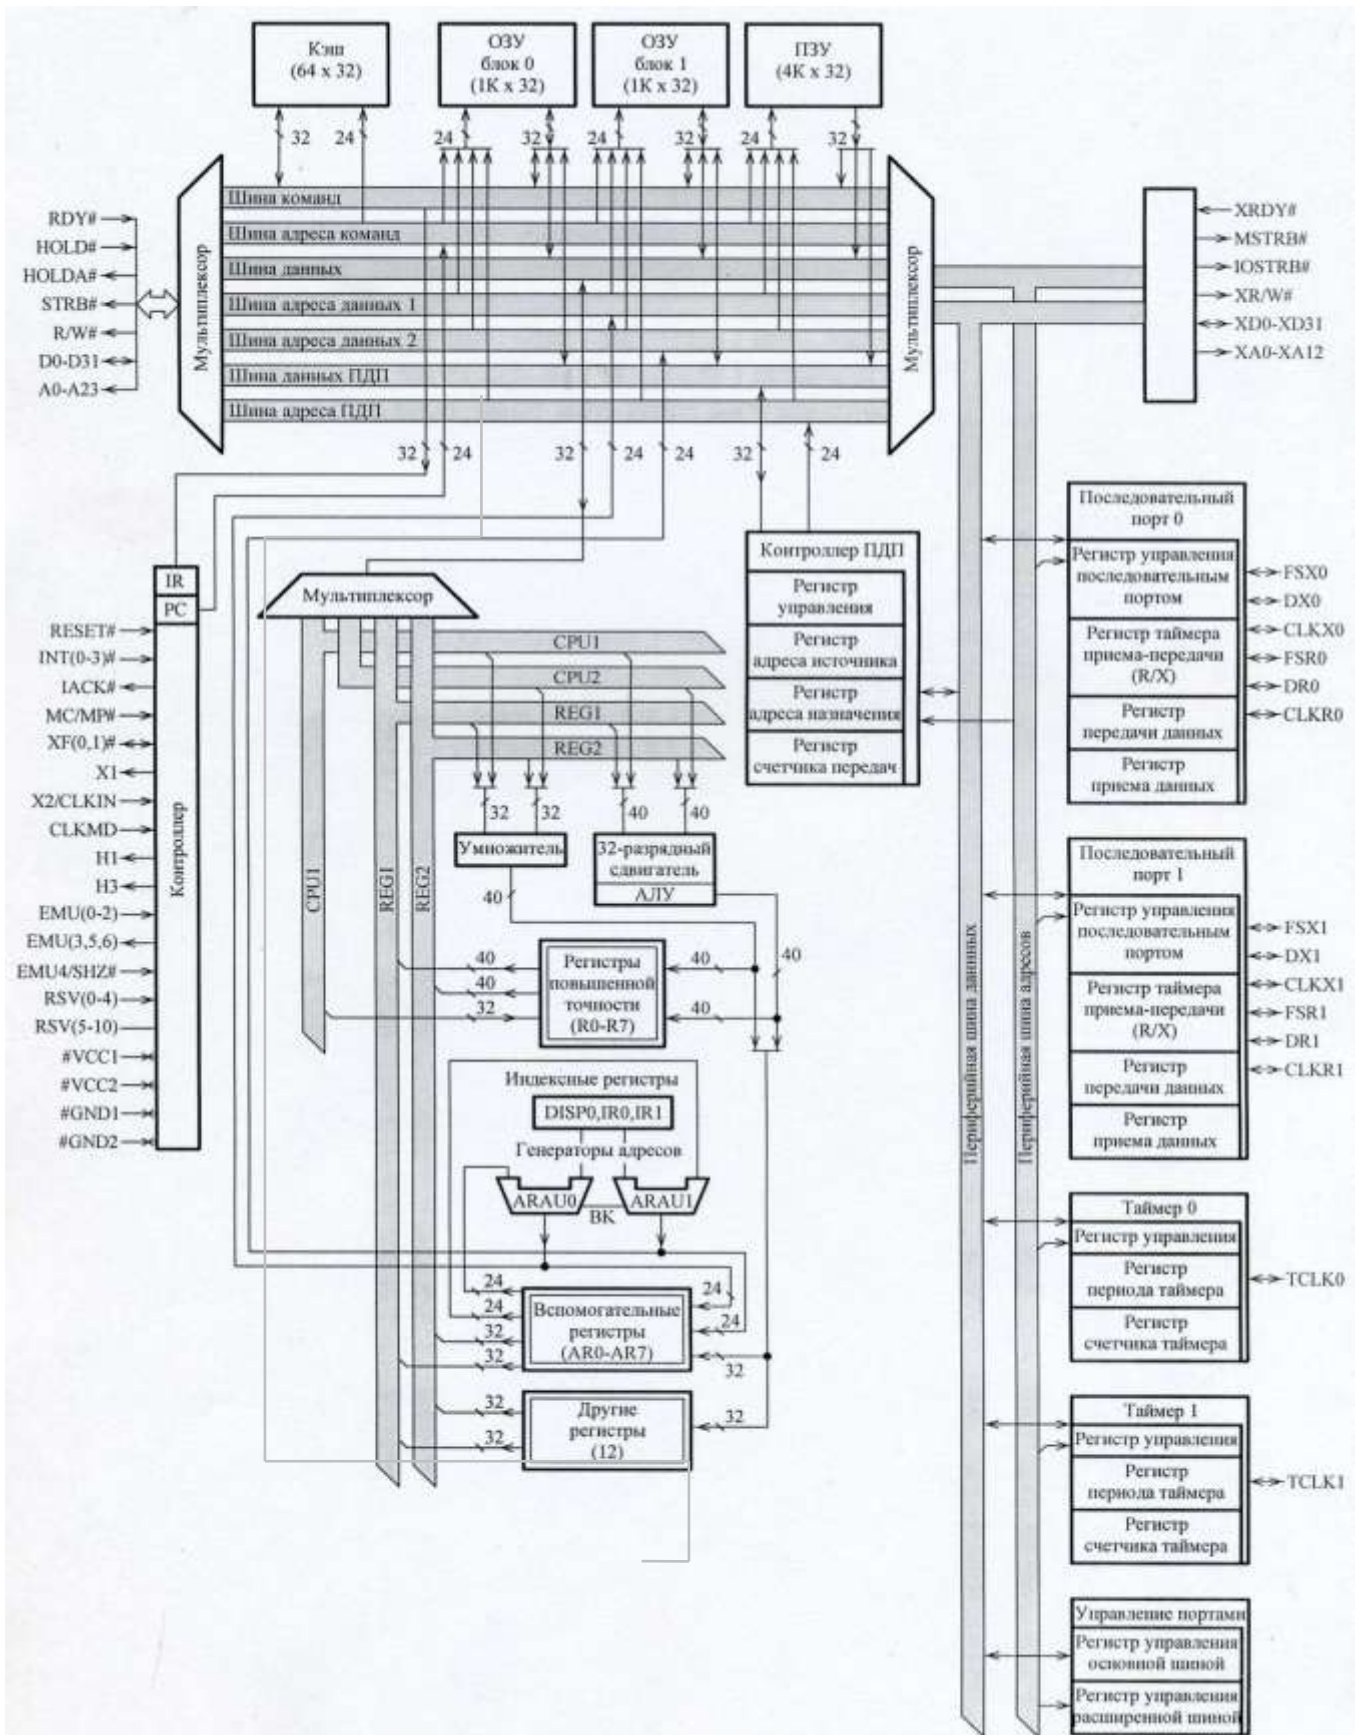 Кэш
(64 x 32)
ОЗУ
блок 0
(1К x 32)
ОЗУ
блок 1
(1К x 32)
ПЗУ
(4К x 32)
32
24
24
32
24
32
24
32
Мультиплексор
Шина команд
Шина адреса команд
Шина данных
Шина адреса данных 1
Шина адреса данных 2
Шина данных ПДП
Шина адреса ПДП
Мультиплексор
RDY#
HOLD#
HOLDA#
STRB#
R/W#
D0-D31
A0-A23
XRDY#
MSTRB#
IOSTRB#
XR/W#
XD0-XD31
XA0-XA12
32
24
32
24
24
32
24
IR
PC
Контроллер
RESET#
INT(0-3)#
IACK#
MC/MP#
XF(0,1)#
X1
X2/CLKIN
CLKMD
H1
H3
EMU(0-2)
EMU(3,5,6)
EMU4/SHZ#
RSV(0-4)
RSV(5-10)
#VCC1
#VCC2
#GND1
#GND2
Мультиплексор
CPU1
CPU2
REG1
REG2
32
32
40
40
Умножитель
32-разрядный
сдвигатель
АЛУ
40
CPU1
REG1
REG2
40
40
32
Регистры
повышенной
точности
(R0-R7)
40
40
40
Индексные регистры
DISP0,IR0,IR1
Генераторы адресов
ARAU0
ВК
ARAU1
24
24
32
32
Вспомогательные
регистры
(AR0-AR7)
24
24
32
32
32
Другие
регистры
(12)
32
Контроллер ПДП
Регистр
управления
Регистр
адреса источника
Регистр
адреса назначения
Регистр
счетчика передач
Периферийная шина данных
Периферийная шина адресов
Последовательный
порт 0
Регистр управления
последовательным
портом
Регистр таймера
приема-передачи
(R/X)
Регистр
передачи данных
Регистр
приема данных
FSX0
DX0
CLKX0
FSR0
DR0
CLKR0
Последовательный
порт 1
Регистр управления
последовательным
портом
Регистр таймера
приема-передачи
(R/X)
Регистр
передачи данных
Регистр
приема данных
FSX1
DX1
CLKX1
FSR1
DR1
CLKR1
Таймер 0
Регистр управления
Регистр
периода таймера
Регистр
счетчика таймера
TCLK0
Таймер 1
Регистр управления
Регистр
периода таймера
Регистр
счетчика таймера
TCLK1
Управление портами
Регистр управления
основной шиной
Регистр управления
расширенной шиной